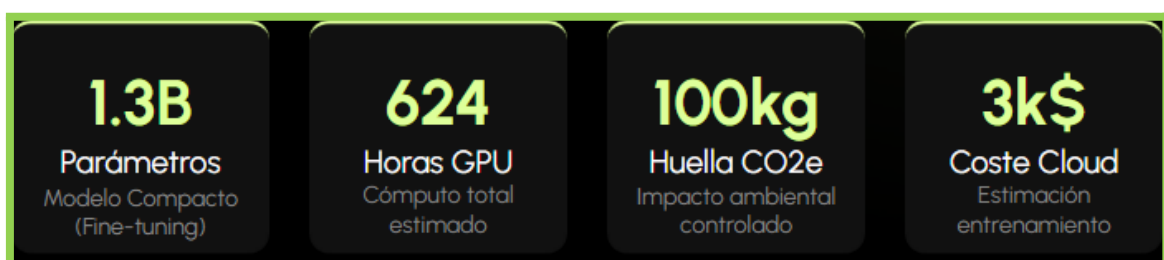 1.3B
Parámetros
Modelo Compacto
(Fine-tuning)
624
Horas GPU
Cómputo total
estimado
100kg
Huella CO2e
Impacto ambiental
controlado
3k$
Coste Cloud
Estimación
entrenamiento